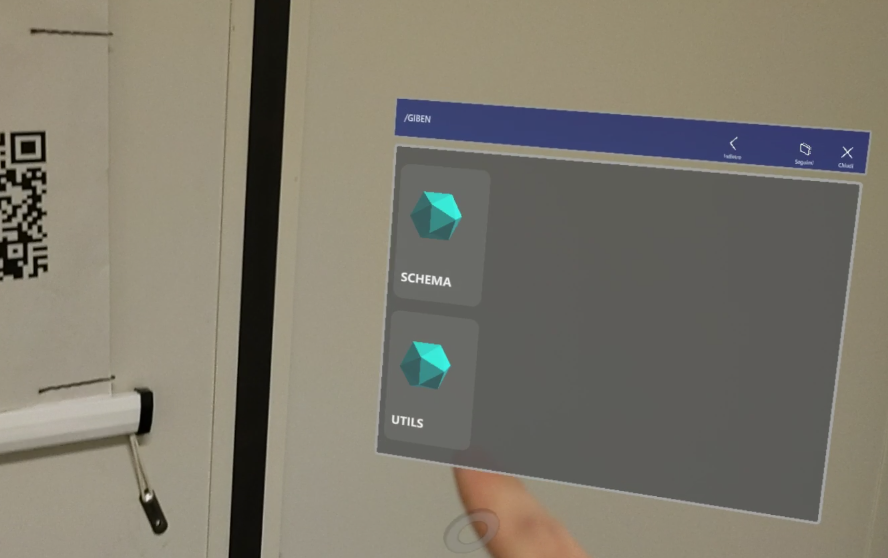 /GIBEN
Indietro
Seguimi
Chiudi
SCHEMA
UTILS